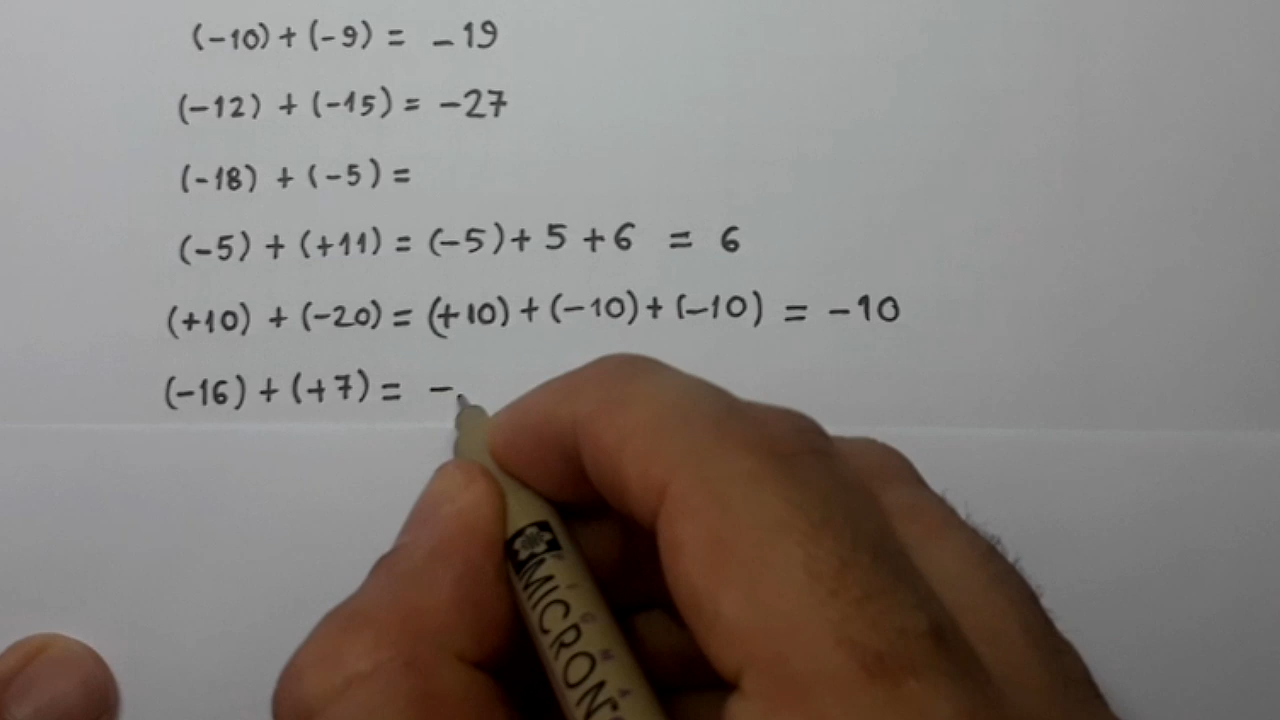 (-10) + (-9) = -19
(-12) + (-15) = -27
(-18) + (-5) =
(-5) + (+11) = (-5) + 5 + 6 = 6
(+10) + (-20) = (+10) + (-10) + (-10) = -10
(-16) + (+7) = -
MICRON